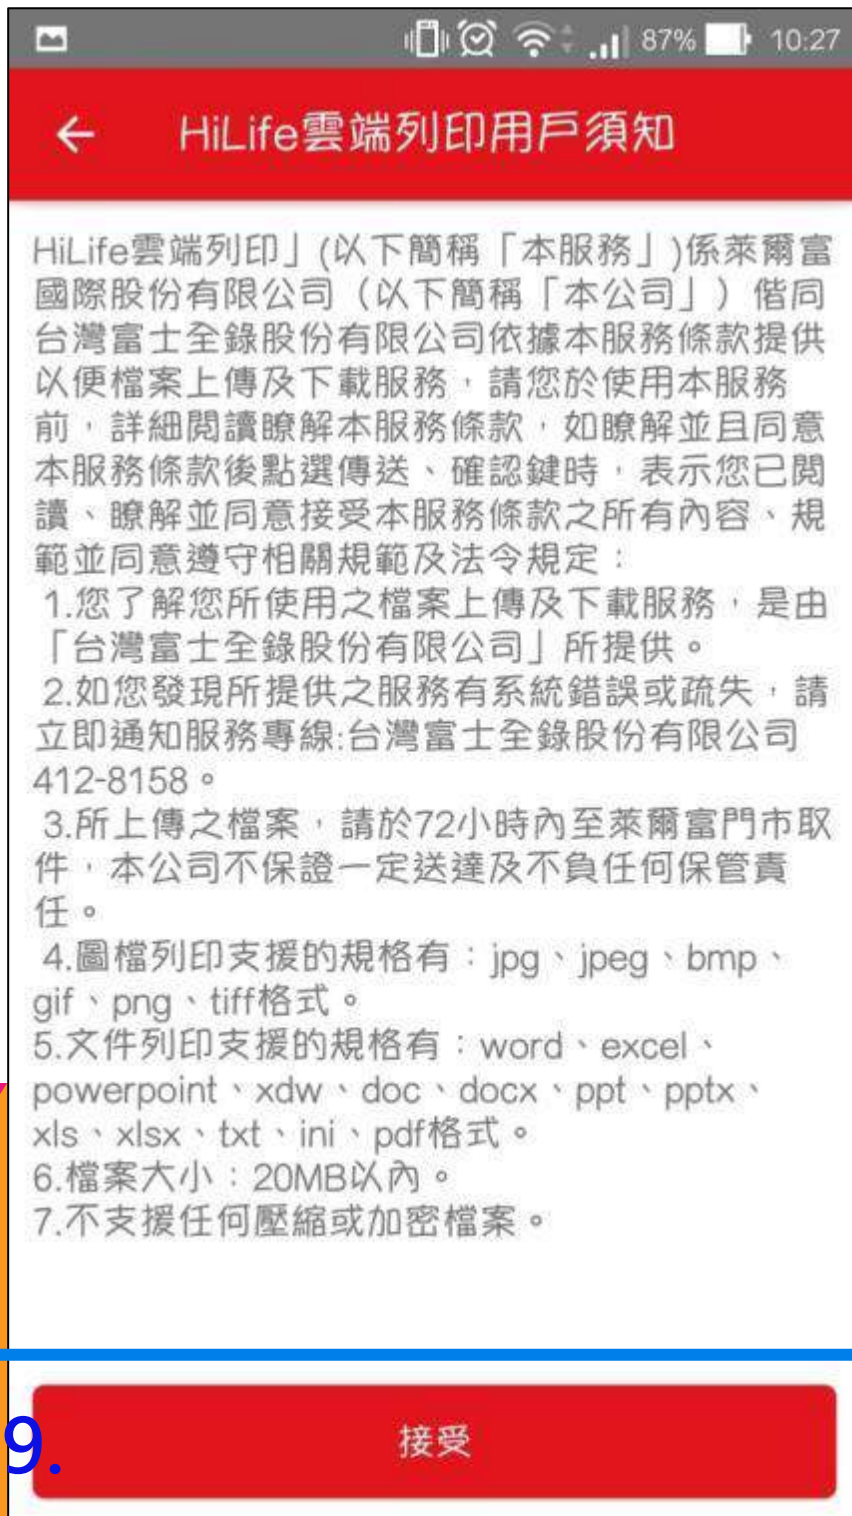 87% 10:27
HiLife雲端列印用戶須知
HiLife雲端列印」(以下簡稱「本服務」)係萊爾富
國際股份有限公司（以下簡稱「本公司」）偕同
台灣富士全錄股份有限公司依據本服務條款提供
以便檔案上傳及下載服務，請您於使用本服務
前，詳細閱讀瞭解本服務條款，如瞭解並且同意
本服務條款後點選傳送、確認鍵時，表示您已閱
讀、瞭解並同意接受本服務條款之所有內容、規
範並同意遵守相關規範及法令規定：
1.您了解您所使用之檔案上傳及下載服務，是由
「台灣富士全錄股份有限公司」所提供。
2.如您發現所提供之服務有系統錯誤或疏失，請
立即通知服務專線:台灣富士全錄股份有限公司
412-8158。
3.所上傳之檔案，請於72小時內至萊爾富門市取
件，本公司不保證一定送達及不負任何保管責
任。
4.圖檔列印支援的規格有：jpg、jpeg、bmp、
gif、png、tiff格式。
5.文件列印支援的規格有：word、excel、
powerpoint、xdw、doc、docx、ppt、pptx、
xls、xlsx、txt、ini、pdf格式。
6.檔案大小：20MB以內。
7.不支援任何壓縮或加密檔案。
9.
接受